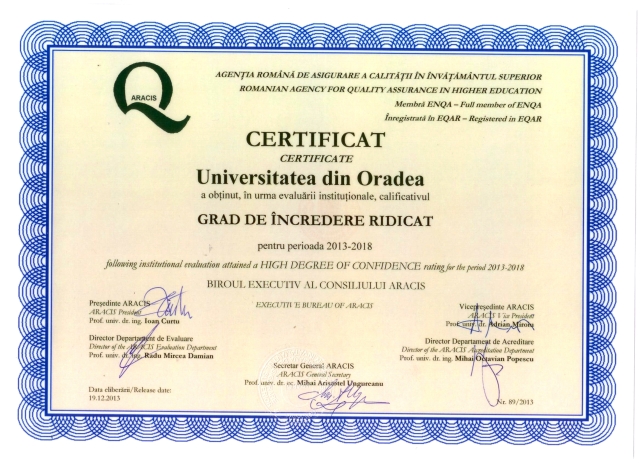 ARACIS
AGENȚIA ROMÂNĂ DE ASIGURARE A CALITĂȚII ÎN ÎNVĂȚĂMÂNTUL SUPERIOR
ROMANIAN AGENCY FOR QUALITY ASSURANCE IN HIGHER EDUCATION
Membră ENQA – Full member of ENQA
Înregistrată în EQAR – Registered in EQAR
CERTIFICAT
CERTIFICATE
Universitatea din Oradea
a obținut, în urma evaluării instituționale, calificativul
GRAD DE ÎNCREDERE RIDICAT
pentru perioada 2013-2018
following institutional evaluation attained a HIGH DEGREE OF CONFIDENCE rating for the period 2013-2018
BIROUL EXECUTIV AL CONSILIULUI ARACIS
EXECUTIVE BUREAU OF ARACIS
Președinte ARACIS
ARACIS President
Prof. univ. dr. ing. Ioan Curtu
Vicepreședinte ARACIS
ARACIS Vice President
Prof. univ. dr. Adrian Miroiu
Director Departament de Evaluare
Director of the ARACIS Evaluation Department
Prof. univ. dr. ing. Radu Mircea Damian
Director Departament de Acreditare
Director of the ARACIS Accreditation Department
Prof. univ. dr. ing. Mihai Octavian Popescu
Secretar General ARACIS
ARACIS General Secretary
Prof. univ. dr. ec. Mihai Aristotel Ungureanu
Data eliberării/Release date:
19.12.2013
Nr. 89/2013